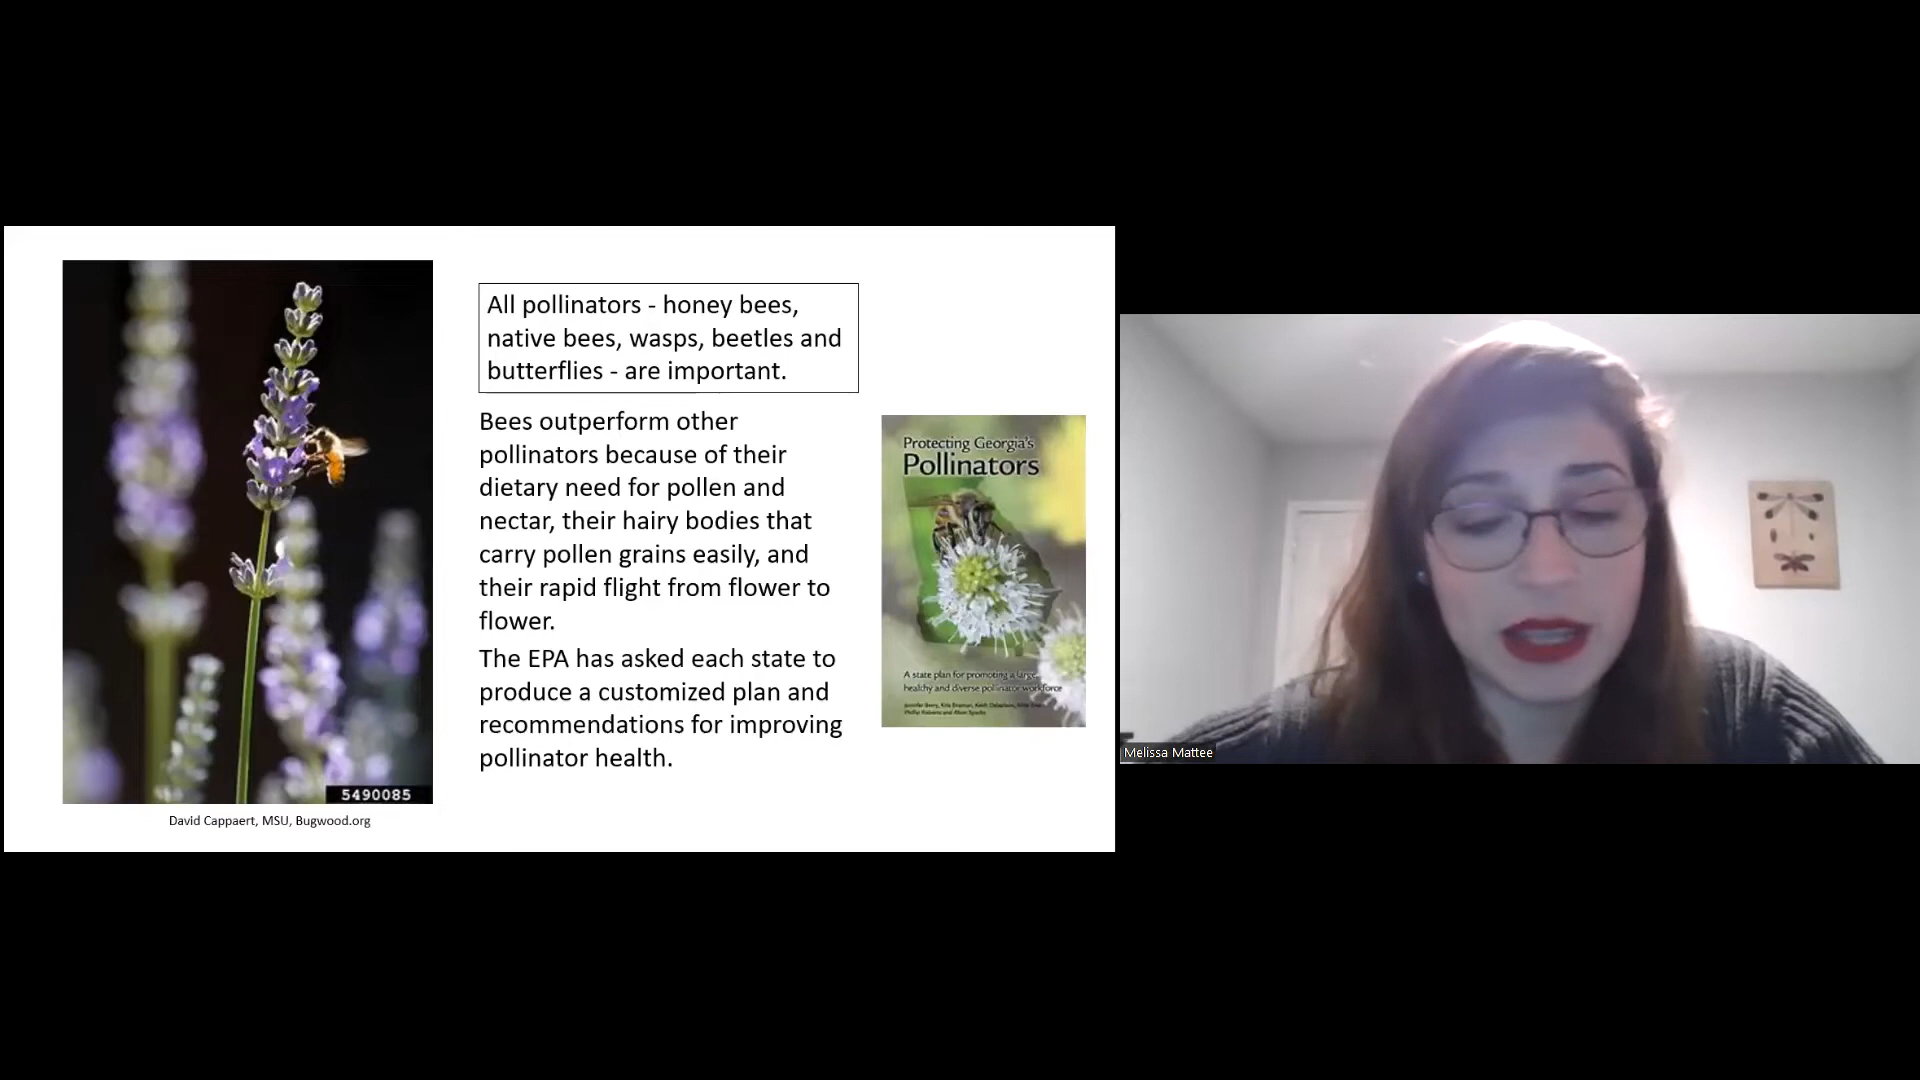 All pollinators - honey bees,
native bees, wasps, beetles and
butterflies - are important.
Bees outperform other
pollinators because of their
dietary need for pollen and
nectar, their hairy bodies that
carry pollen grains easily, and
their rapid flight from flower to
flower.
The EPA has asked each state to
produce a customized plan and
recommendations for improving
pollinator health.
5490085
David Cappaert, MSU, Bugwood.org
Protecting Georgia's
Pollinators
A state plan for promoting a large,
healthy and diverse pollinator workforce
Melissa Mattee